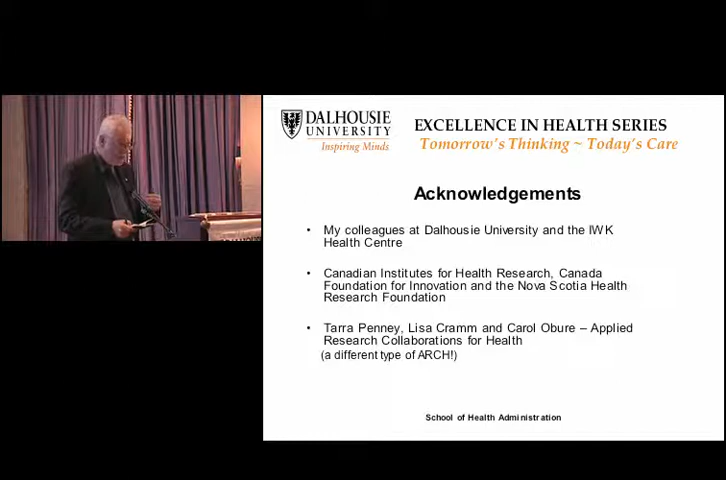 DALHOUSIE
UNIVERSITY
Inspiring Minds
EXCELLENCE IN HEALTH SERIES
Tomorrow's Thinking ~ Today's Care
Acknowledgements
• My colleagues at Dalhousie University and the IWK
Health Centre
• Canadian Institutes for Health Research, Canada
Foundation for Innovation and the Nova Scotia Health
Research Foundation
• Tarra Penney, Lisa Cramm and Carol Obure – Applied
Research Collaborations for Health
(a different type of ARCH!)
School of Health Administration